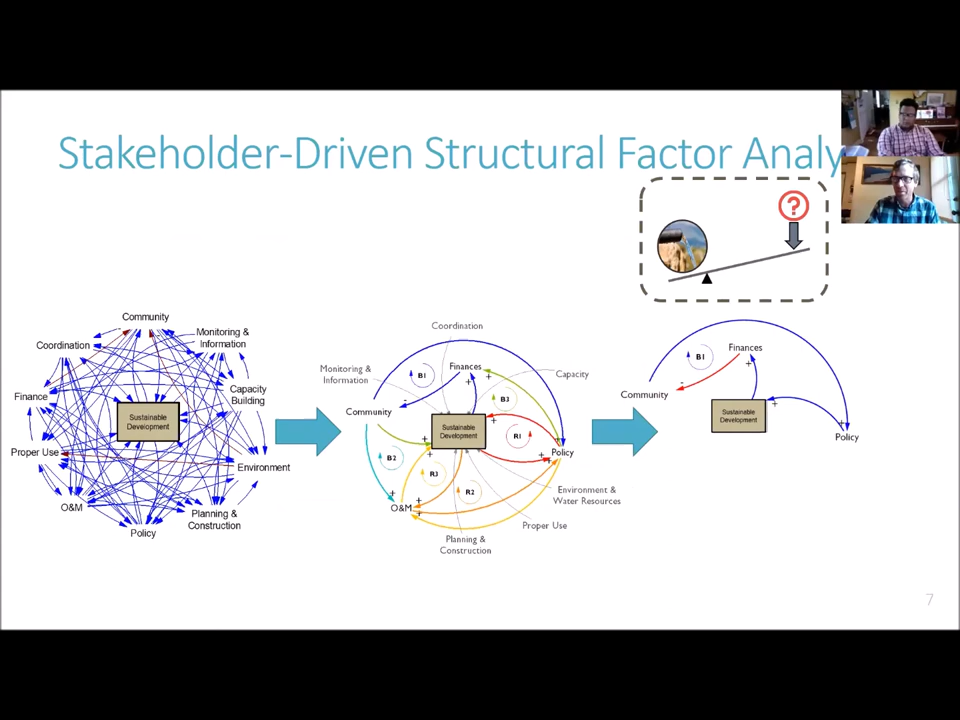 Stakeholder-Driven Structural Factor Analy
?
Community
Coordination
Monitoring &
Information
Finance
Capacity
Building
Sustainable
Development
Proper Use
Environment
O&M
Planning &
Construction
Policy
Coordination
Monitoring &
Information
Finances
Capacity
B1
+
+
-
B3
Community
Sustainable
Development
+
+
R1
B2
+
Policy
+
R3
R2
+
+
+
O&M
Environment &
Water Resources
Proper Use
Planning &
Construction
B1
Finances
+
-
Community
Sustainable
Development
+
+
Policy
7